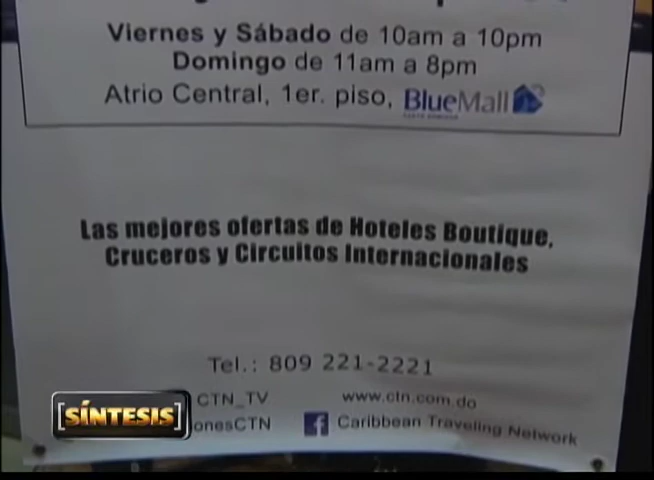 Viernes y Sábado de 10am a 10pm
Domingo de 11am a 8pm
Atrio Central, 1er. piso, BlueMall
Las mejores ofertas de Hoteles Boutique,
Cruceros y Circuitos Internacionales
Tel.: 809 221-2221
CTN_TV www.ctn.com.do
onesCTN Caribbean Traveling Network
[SÍNTESIS]